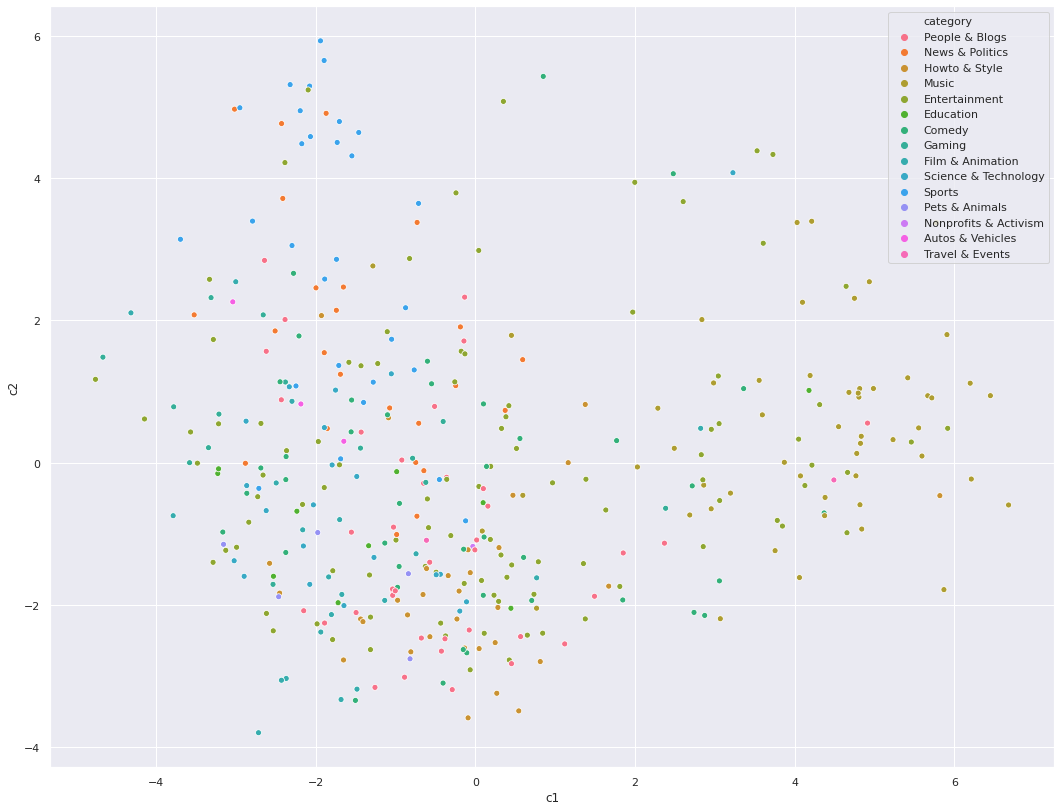 category
People & Blogs
News & Politics
Howto & Style
Music
Entertainment
Education
Comedy
Gaming
Film & Animation
Science & Technology
Sports
Pets & Animals
Nonprofits & Activism
Autos & Vehicles
Travel & Events
6
4
2
0
−2
−4
c2
−4 −2 0 2 4 6
c1